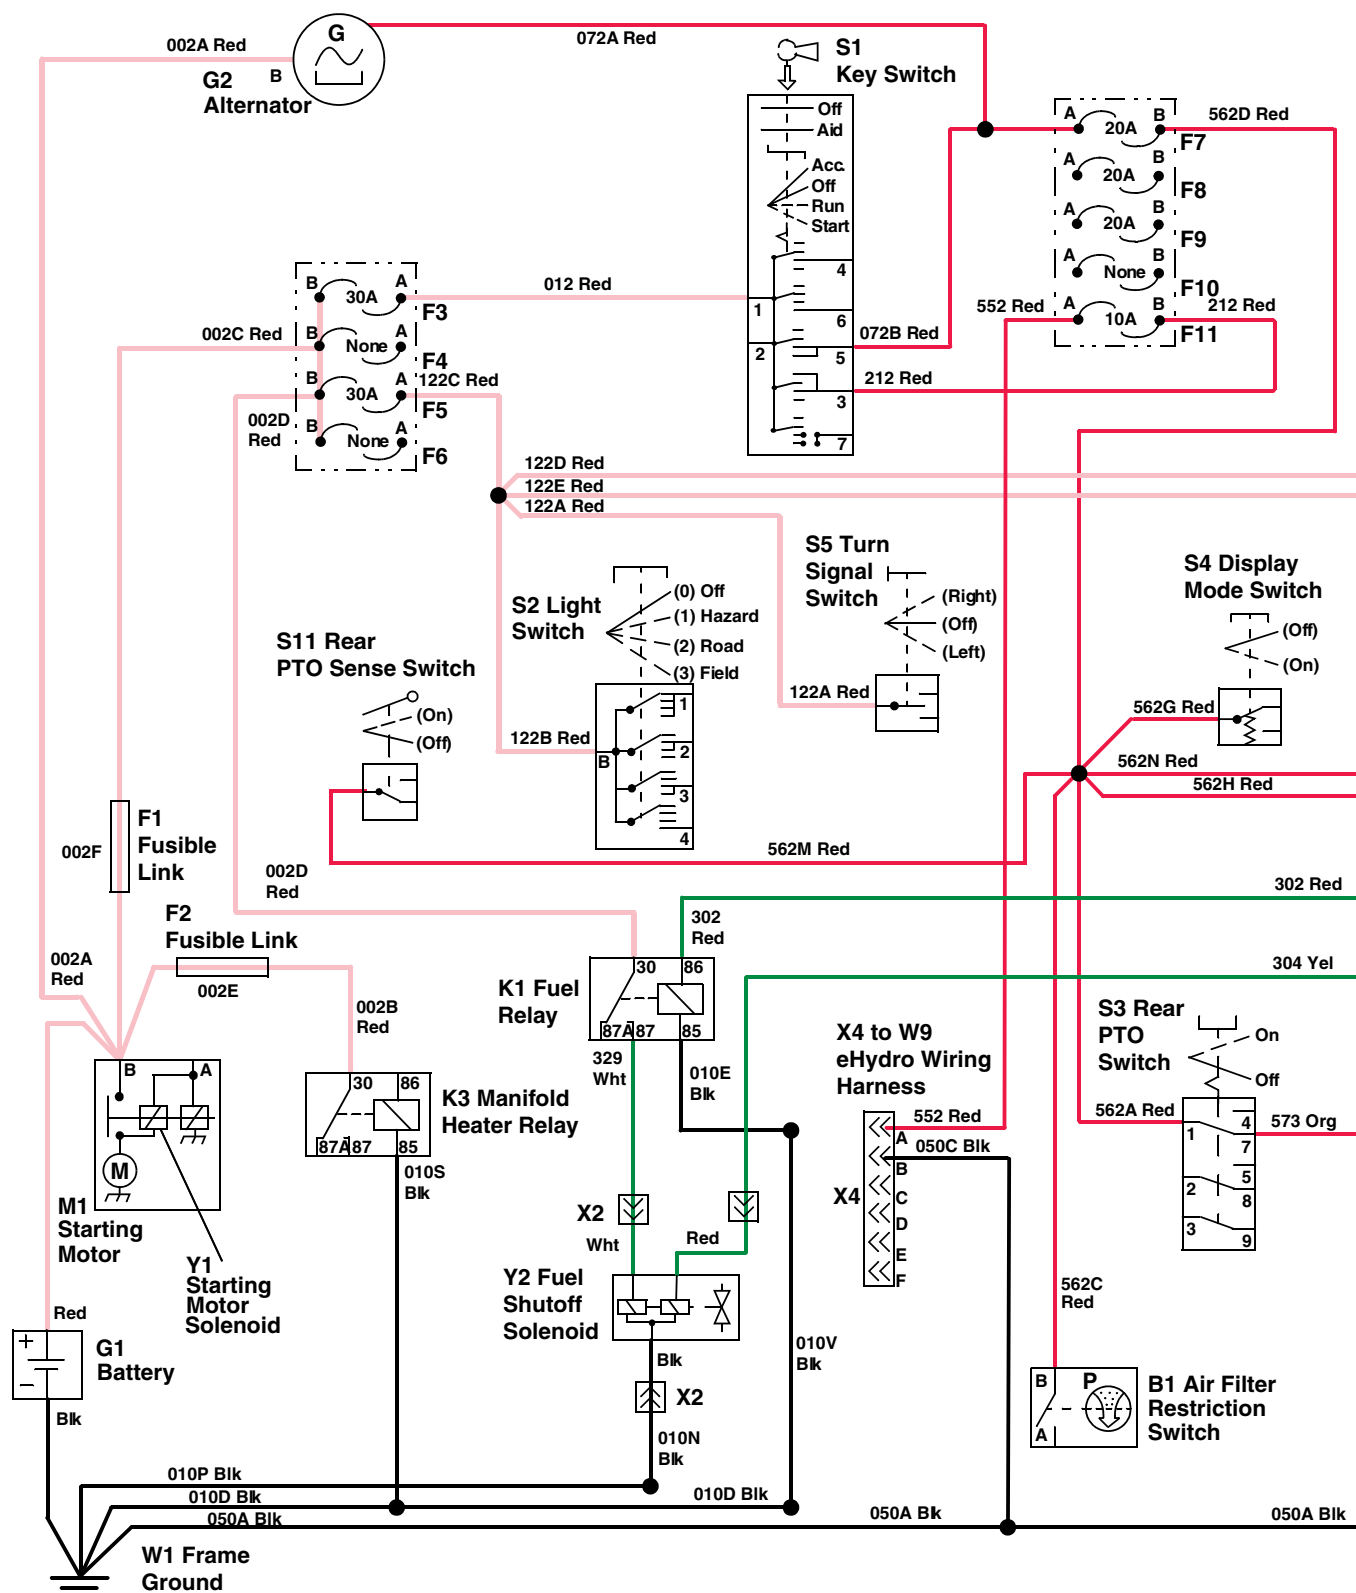 002A Red
G
G2
B
Alternator
072A Red
S1
Key Switch
Off
Aid
Acc.
Off
Run
Start
4
1
6
2
5
3
7
A
20A
B
F7
562D Red
A
20A
B
F8
A
20A
B
F9
A
None
B
F10
552 Red
A
10A
B
F11
212 Red
B
30A
A
F3
012 Red
002C Red
B
None
A
F4
B
30A
A
F5
122C Red
002D
Red
B
None
A
F6
072B Red
212 Red
122D Red
122E Red
122A Red
S5 Turn
Signal
Switch
(Right)
(Off)
(Left)
122A Red
S4 Display
Mode Switch
(Off)
(On)
562G Red
562N Red
562H Red
S2 Light
Switch
(0) Off
(1) Hazard
(2) Road
(3) Field
1
2
3
4
B
122B Red
S11 Rear
PTO Sense Switch
(On)
(Off)
562M Red
F1
Fusible
Link
002F
002D
Red
302 Red
F2
Fusible Link
002E
002A
Red
002B
Red
302
Red
304 Yel
K1 Fuel
Relay
30
86
87A
87
85
329
Wht
010E
Blk
X4 to W9
eHydro Wiring
Harness
552 Red
A
050C Blk
B
X4
C
D
E
F
S3 Rear
PTO
Switch
On
Off
562A Red
1
4
7
573 Org
2
5
8
3
9
B
A
M
M1
Starting
Motor
Y1
Starting
Motor
Solenoid
30
86
87A
87
85
K3 Manifold
Heater Relay
010S
Blk
X2
Wht
Red
Y2 Fuel
Shutoff
Solenoid
Blk
X2
010N
Blk
010V
Blk
562C
Red
B
P
A
B1 Air Filter
Restriction
Switch
Red
+
−
G1
Battery
Blk
010P Blk
010D Blk
010D Blk
050A Blk
050A Blk
050A Blk
W1 Frame
Ground